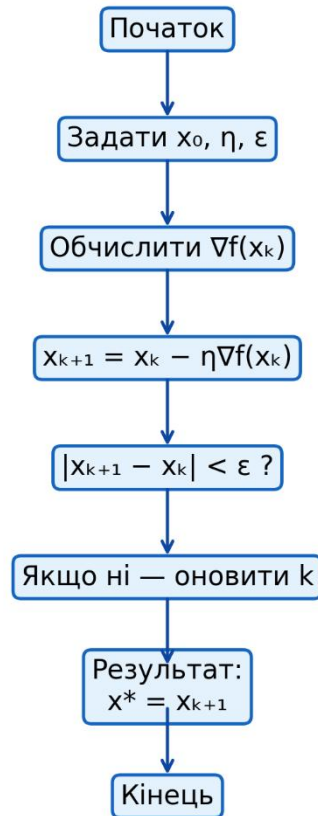 Початок
Задати x₀, η, ε
Обчислити ∇f(xₖ)
xₖ₊₁ = xₖ − η∇f(xₖ)
|xₖ₊₁ − xₖ| < ε ?
Якщо ні — оновити k
Результат:
x* = xₖ₊₁
Кінець